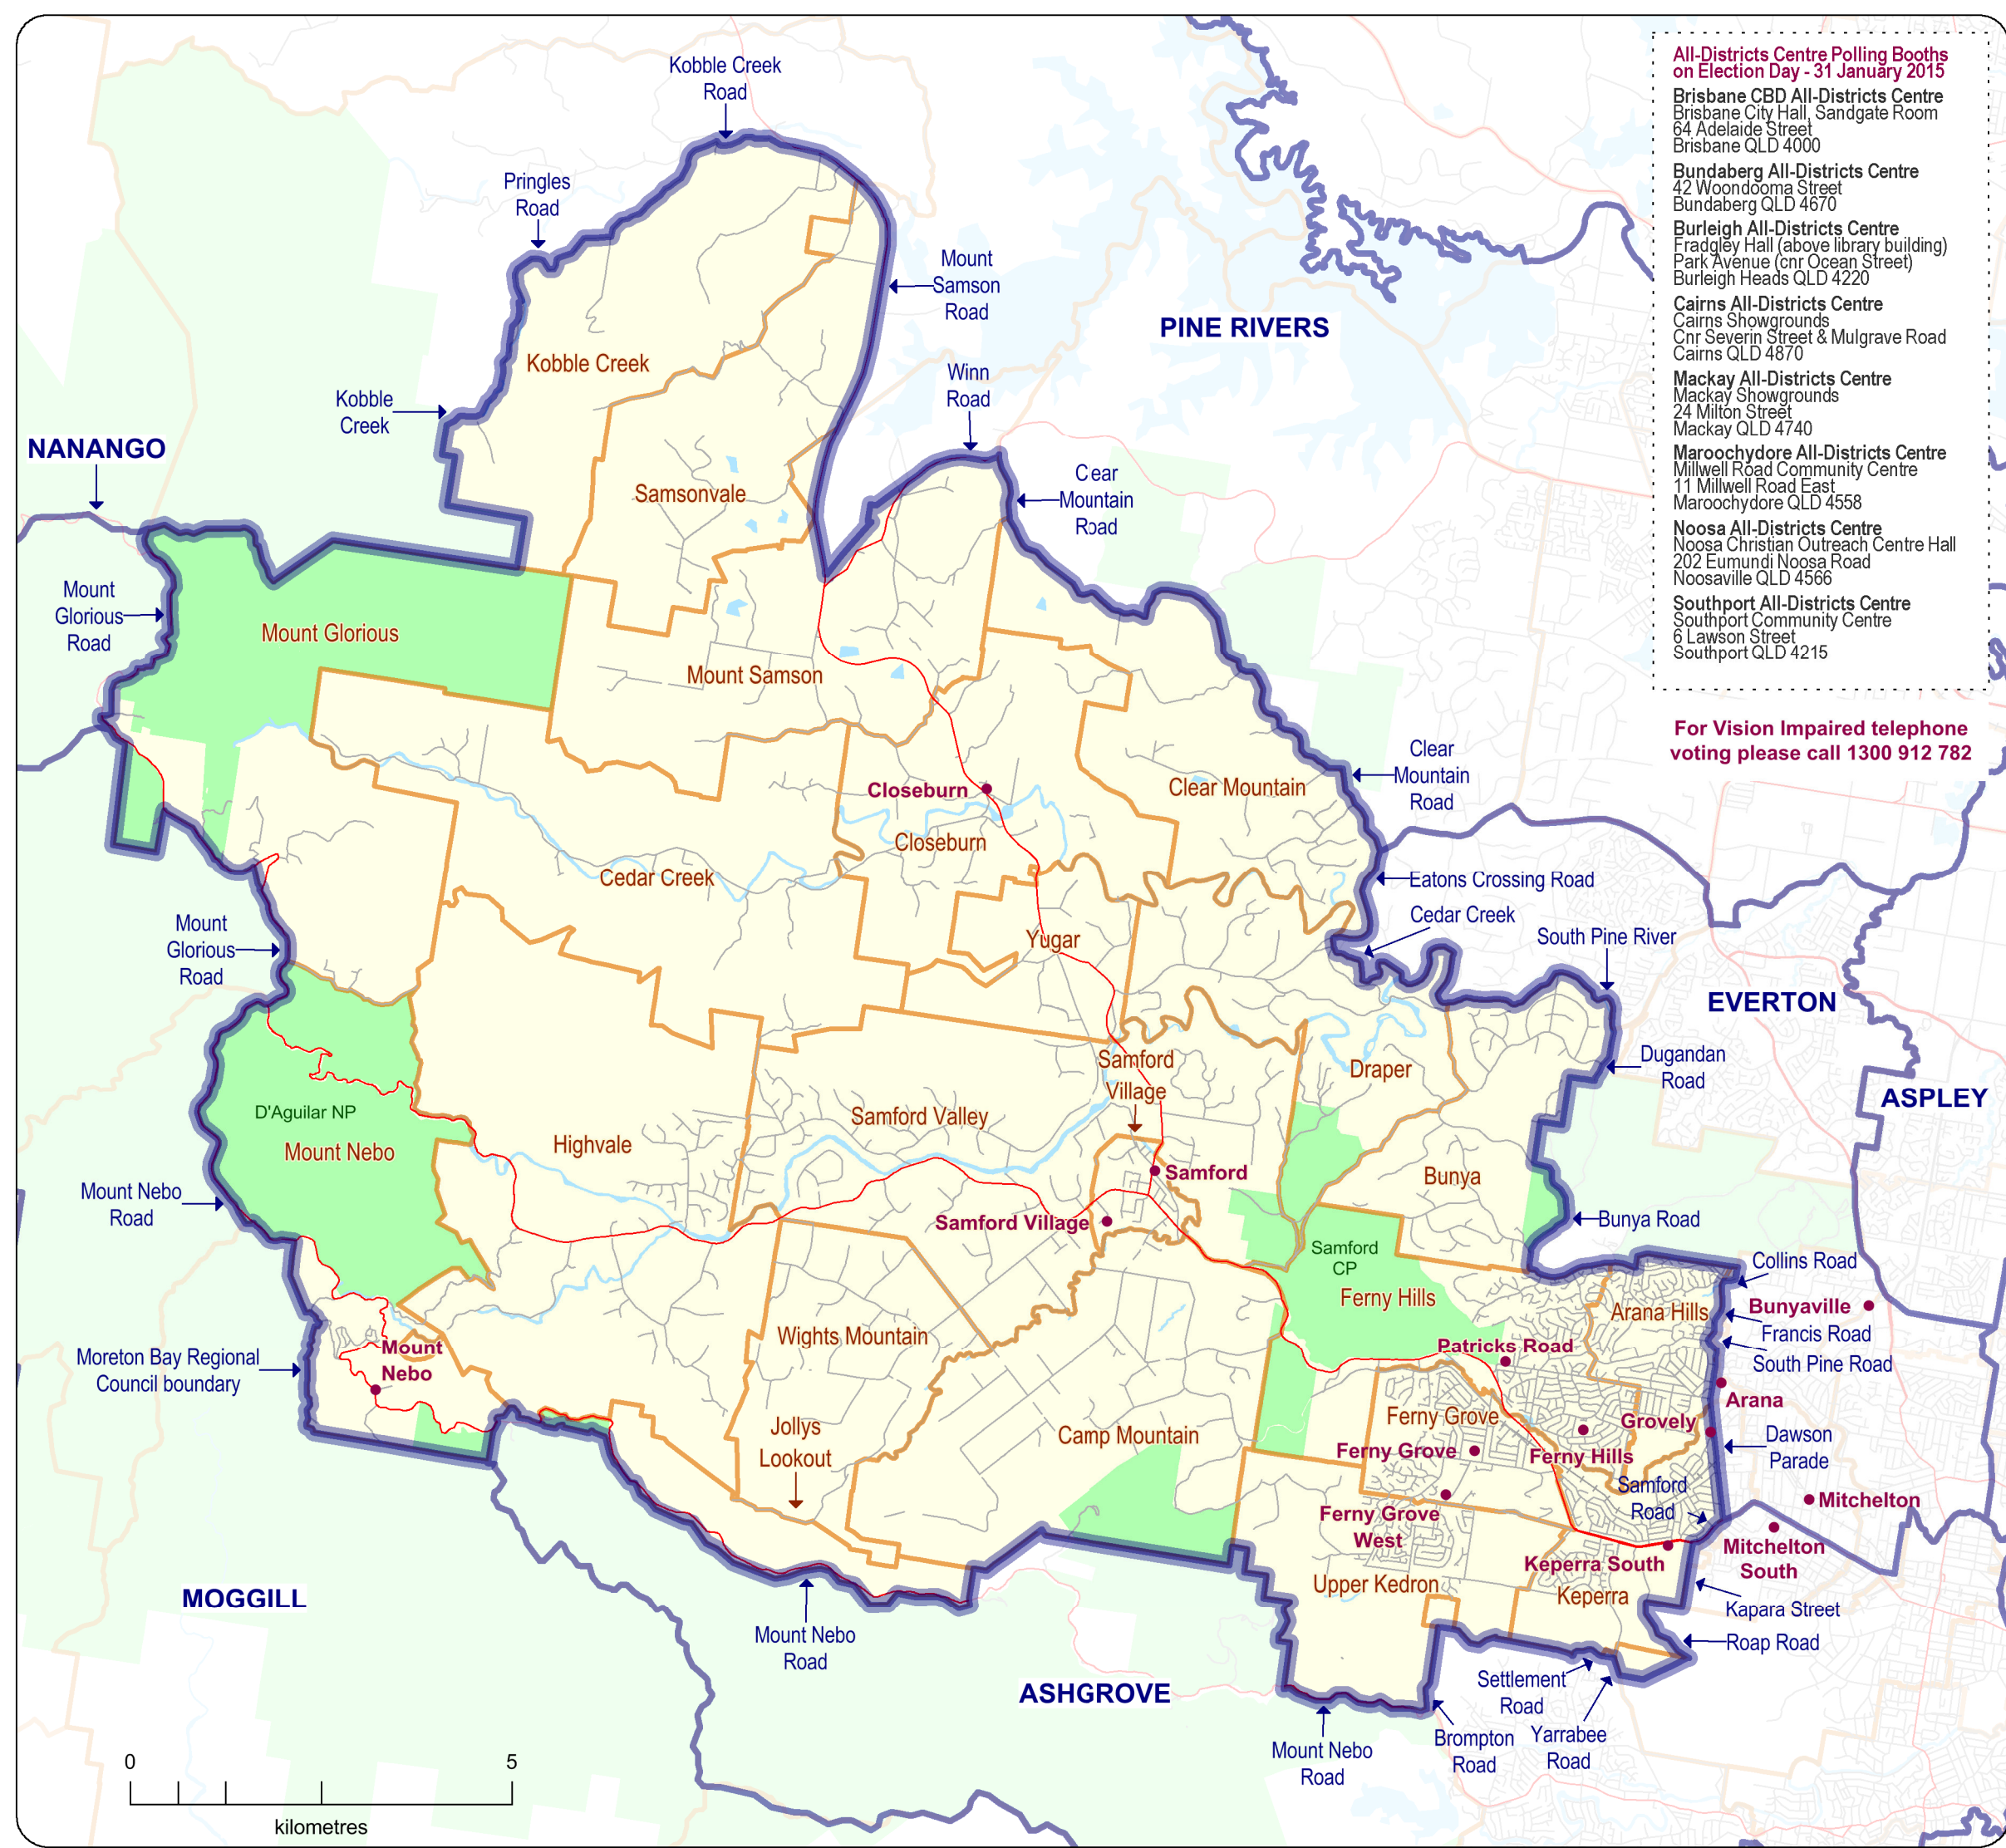 Kobble Creek
Road
Pringles
Road
Mount
Samson
Road
PINE RIVERS
Kobble Creek
Winn
Road
Kobble
Creek
NANANGO
Samsonvale
Cear
Mountain
Road
Mount
Glorious
Road
Mount Glorious
Mount Samson
Clear
Mountain
Road
Closeburn
Clear Mountain
Closeburn
Cedar Creek
Eatons Crossing Road
Cedar Creek
South Pine River
Mount
Glorious
Road
Yugar
EVERTON
Samford
Village
Draper
Dugandan
Road
ASPLEY
D'Aguilar NP
Mount Nebo
Samford Valley
Highvale
Samford
Bunya
Mount Nebo
Road
Samford Village
Bunya Road
Samford
CP
Ferny Hills
Collins Road
Bunyaville
Arana Hills
Francis Road
South Pine Road
Wights Mountain
Patricks Road
Mount
Nebo
Moreton Bay Regional
Council boundary
Arana
Grovely
Ferny Grove
Jollys
Lookout
Camp Mountain
Ferny Grove
Ferny Hills
Dawson
Parade
Samford
Road
Mitchelton
Ferny Grove
West
Mitchelton
South
Keperra South
Upper Kedron
Keperra
Kapara Street
Roap Road
MOGGILL
Mount Nebo
Road
ASHGROVE
Settlement
Road
Yarrabee
Road
Brompton
Road
Mount Nebo
Road
0 5
kilometres
All-Districts Centre Polling Booths
on Election Day - 31 January 2015
Brisbane CBD All-Districts Centre
Brisbane City Hall, Sandgate Room
64 Adelaide Street
Brisbane QLD 4000
Bundaberg All-Districts Centre
42 Woondooma Street
Bundaberg QLD 4670
Burleigh All-Districts Centre
Fradgley Hall (above library building)
Park Avenue (cnr Ocean Street)
Burleigh Heads QLD 4220
Cairns All-Districts Centre
Cairns Showgrounds
Cnr Severin Street & Mulgrave Road
Cairns QLD 4870
Mackay All-Districts Centre
Mackay Showgrounds
24 Milton Street
Mackay QLD 4740
Maroochydore All-Districts Centre
Millwell Road Community Centre
11 Millwell Road East
Maroochydore QLD 4558
Noosa All-Districts Centre
Noosa Christian Outreach Centre Hall
202 Eumundi Noosa Road
Noosaville QLD 4566
Southport All-Districts Centre
Southport Community Centre
6 Lawson Street
Southport QLD 4215
For Vision Impaired telephone
voting please call 1300 912 782